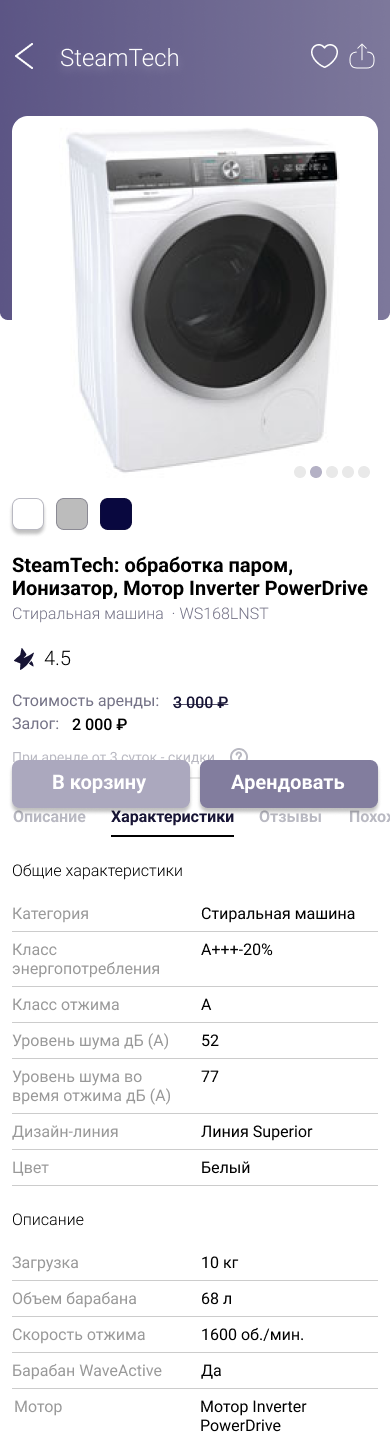 SteamTech
SteamTech: обработка паром,
Ионизатор, Мотор Inverter PowerDrive
Стиральная машина · WS168LNST
4.5
Стоимость аренды: 3 000 ₽
Залог: 2 000 ₽
При аренде от 3 суток - скидки ?
В корзину Арендовать
Описание Характеристики Отзывы Похо
Общие характеристики
Категория Стиральная машина
Класс A+++-20%
энергопотребления
Класс отжима A
Уровень шума дБ (А) 52
Уровень шума во 77
время отжима дБ (А)
Дизайн-линия Линия Superior
Цвет Белый
Описание
Загрузка 10 кг
Объем барабана 68 л
Скорость отжима 1600 об./мин.
Барабан WaveActive Да
Мотор Мотор Inverter
PowerDrive